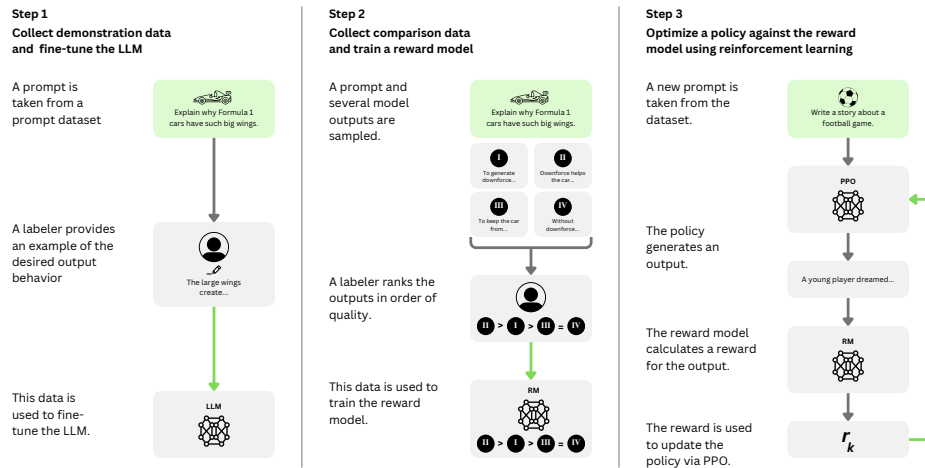 Step 1
Collect demonstration data
and fine-tune the LLM
A prompt is
taken from a
prompt dataset
Explain why Formula 1
cars have such big wings.
A labeler provides
an example of the
desired output
behavior
The large wings
create...
This data is
used to fine-
tune the LLM.
LLM
Step 2
Collect comparison data
and train a reward model
A prompt and
several model
outputs are
sampled.
Explain why Formula 1
cars have such big wings.
I
To generate
downforce...
II
Downforce helps
the car...
III
To keep the car
from...
IV
Without
downforce...
A labeler ranks the
outputs in order of
quality.
II > I > III = IV
This data is used to
train the reward
model.
RM
II > I > III = IV
Step 3
Optimize a policy against the reward
model using reinforcement learning
A new prompt is
taken from the
dataset.
Write a story about a
football game.
PPO
The policy
generates an
output.
A young player dreamed...
The reward model
calculates a reward
for the output.
RM
The reward is used
to update the
policy via PPO.
r_k